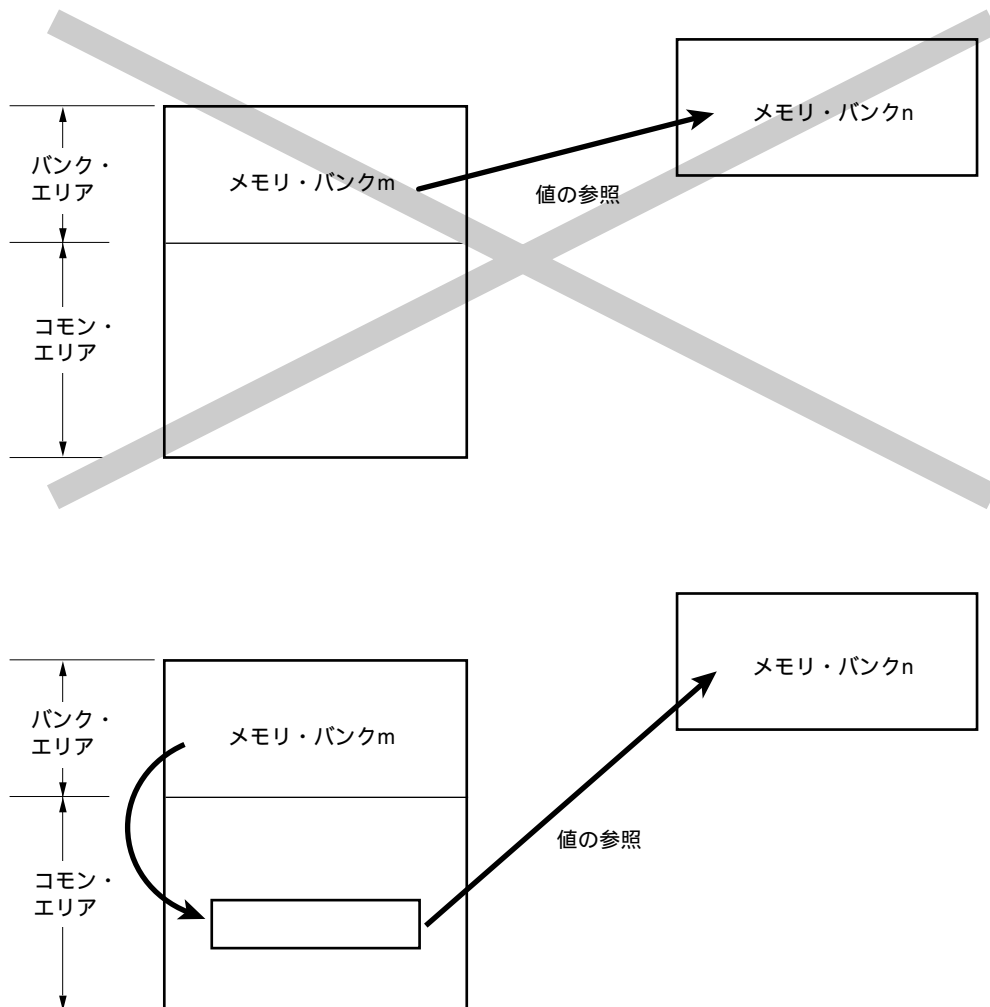 メモリ・バンクn
バンク・
エリア
メモリ・バンクm
値の参照
コモン・
エリア
メモリ・バンクn
バンク・
エリア
メモリ・バンクm
値の参照
コモン・
エリア